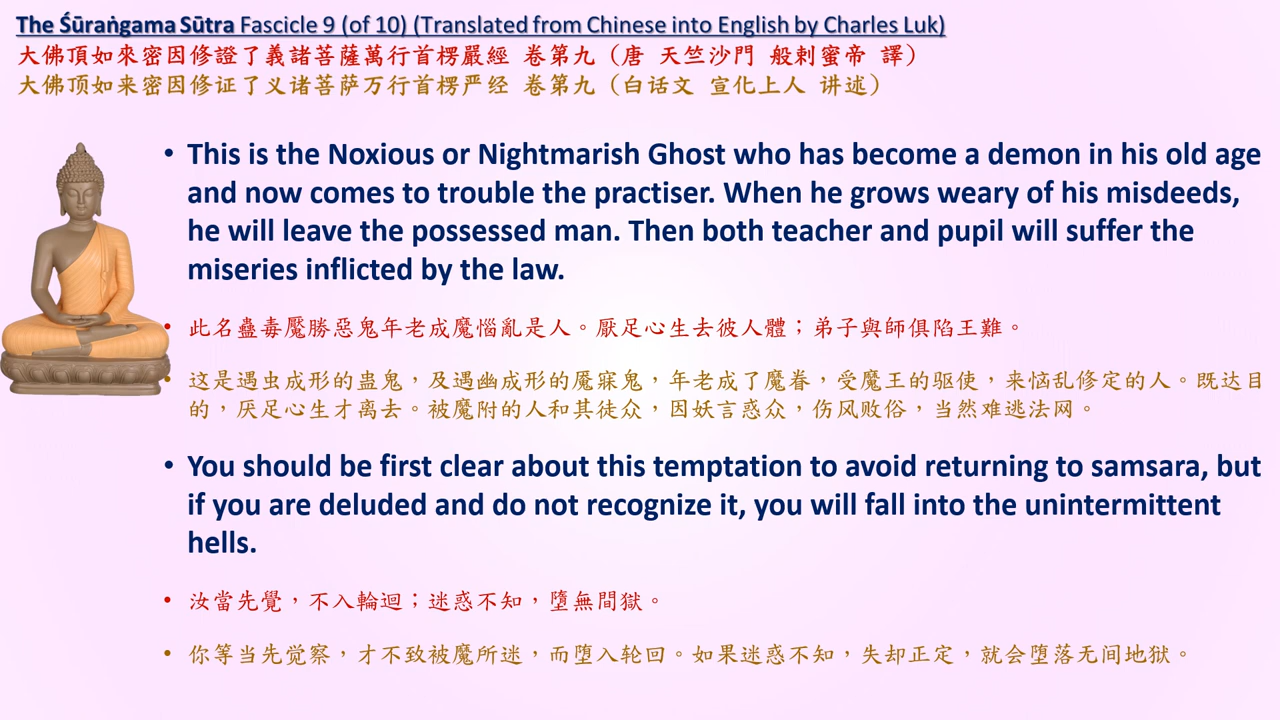 The Śūraṅgama Sūtra Fascicle 9 (of 10) (Translated from Chinese into English by Charles Luk)
大佛頂如來密因修證了義諸菩薩萬行首楞嚴經 卷第九（唐 天竺沙門 般剌蜜帝 譯）
大佛顶如来密因修证了义诸菩萨万行首楞严经 卷第九（白话文 宣化上人 讲述）
• This is the Noxious or Nightmarish Ghost who has become a demon in his old age
and now comes to trouble the practiser. When he grows weary of his misdeeds,
he will leave the possessed man. Then both teacher and pupil will suffer the
miseries inflicted by the law.
• 此名蠱毒魘勝惡鬼年老成魔惱亂是人。厭足心生去彼人體；弟子與師俱陷王難。
• 这是遇虫成形的蛊鬼，及遇幽成形的魇寐鬼，年老成了魔眷，受魔王的驱使，来恼乱修定的人。既达目
的，厌足心生才离去。被魔附的人和其徒众，因妖言惑众，伤风败俗，当然难逃法网。
• You should be first clear about this temptation to avoid returning to samsara, but
if you are deluded and do not recognize it, you will fall into the unintermittent
hells.
• 汝當先覺，不入輪迴；迷惑不知，墮無間獄。
• 你等当先觉察，才不致被魔所迷，而堕入轮回。如果迷惑不知，失却正定，就会堕落无间地狱。